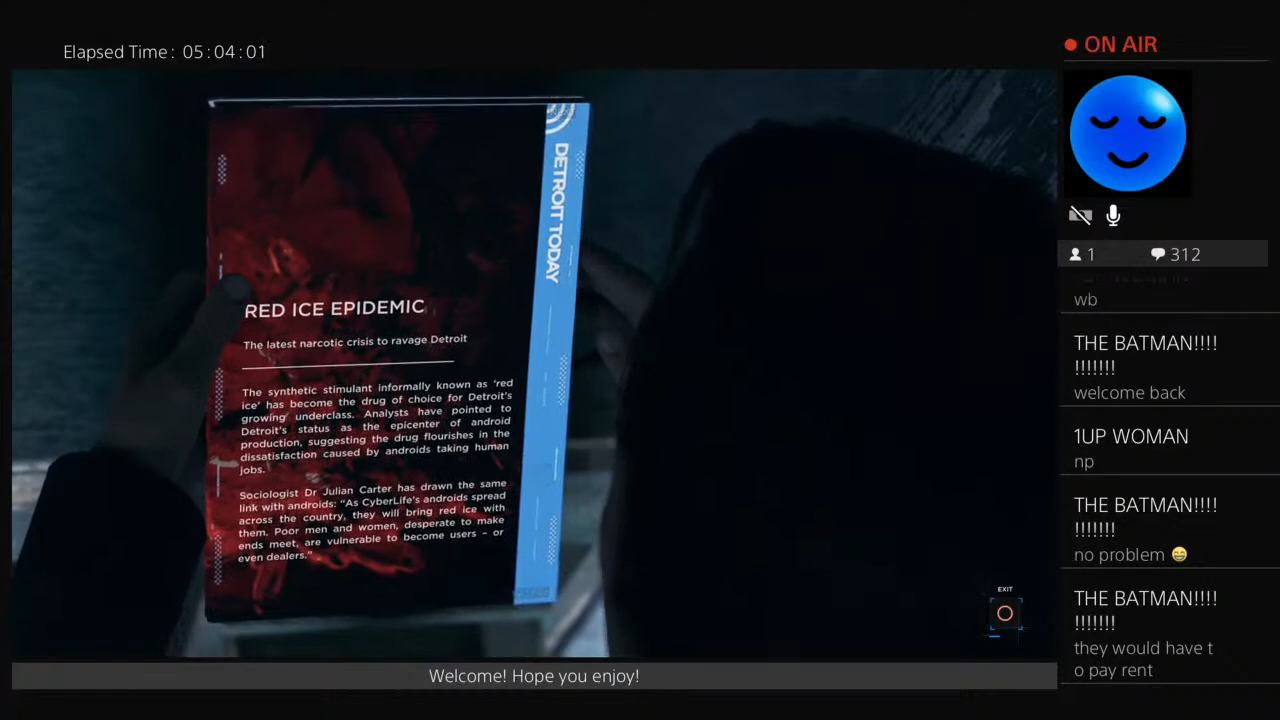 Elapsed Time: 05:04:01
ON AIR
1
312
wb
THE BATMAN!!!!
!!!!!!!
welcome back
1UP WOMAN
np
THE BATMAN!!!!
!!!!!!!
no problem 😁
THE BATMAN!!!!
!!!!!!!
they would have t
o pay rent
DETROIT TODAY
RED ICE EPIDEMIC
The latest narcotic crisis to ravage Detroit
The synthetic stimulant informally known as 'red
ice' has become the drug of choice for Detroit's
growing underclass. Analysts have pointed to
Detroit's status as the epicenter of android
production, suggesting the drug flourishes in the
dissatisfaction caused by androids taking human
jobs.
Sociologist Dr Julian Carter has drawn the same
link with androids: "As CyberLife's androids spread
across the country, they will bring red ice with
them. Poor men and women, desperate to make
ends meet, are vulnerable to become users – or
even dealers."
EXIT
Welcome! Hope you enjoy!